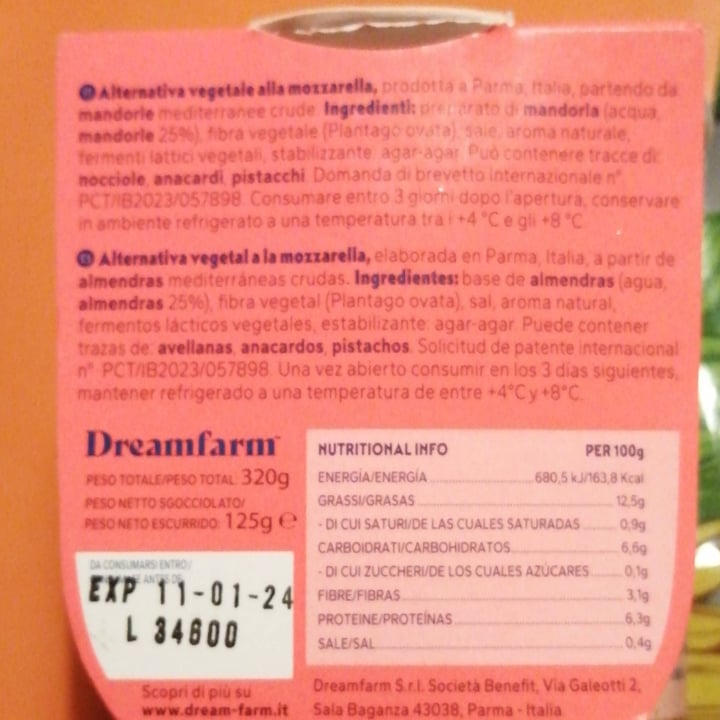 IT Alternativa vegetale alla mozzarella, prodotta a Parma, Italia, partendo da
mandorle mediterranee crude. Ingredienti: preparato di mandorla (acqua,
mandorle 25%), fibra vegetale (Plantago ovata), sale, aroma naturale,
fermenti lattici vegetali, stabilizzante: agar-agar. Può contenere tracce di:
nocciole, anacardi, pistacchi. Domanda di brevetto Internazionale n°
PCT/IB2023/057898. Consumare entro 3 giorni dopo l'apertura, conservare
in ambiente refrigerato a una temperatura tra i +4 °C e gli +8 °C.
ES Alternativa vegetal a la mozzarella, elaborada en Parma, Italia, a partir de
almendras mediterráneas crudas. Ingredientes: base de almendras (agua,
almendras 25%), fibra vegetal (Plantago ovata), sal, aroma natural,
fermentos lácticos vegetales, estabilizante: agar-agar. Puede contener
trazas de: avellanas, anacardos, pistachos. Solicitud de patente internacional
n° PCT/IB2023/057898. Una vez abierto consumir en los 3 días siguientes,
mantener refrigerado a una temperatura de entre +4°C y +8°C.
Dreamfarm™
PESO TOTALE/PESO TOTAL: 320g
PESO NETTO SGOCCIOLATO/
PESO NETO ESCURRIDO: 125g ℮
DA CONSUMARSI ENTRO/
ANTES DE:
EXP 11-01-24
L 34600
NUTRITIONAL INFO PER 100g
ENERGÍA/ENERGÍA 680,5 kJ/163,8 Kcal
GRASSI/GRASAS 12,5g
- DI CUI SATURI/DE LAS CUALES SATURADAS 0,9g
CARBOIDRATI/CARBOHIDRATOS 6,6g
- DI CUI ZUCCHERI/DE LOS CUALES AZÚCARES 0,1g
FIBRE/FIBRAS 3,1g
PROTEINE/PROTEÍNAS 6,3g
SALE/SAL 0,4g
Scopri di più su
www.dream-farm.it
Dreamfarm S.r.l. Società Benefit, Via Galeotti 2,
Sala Baganza 43038, Parma - Italia